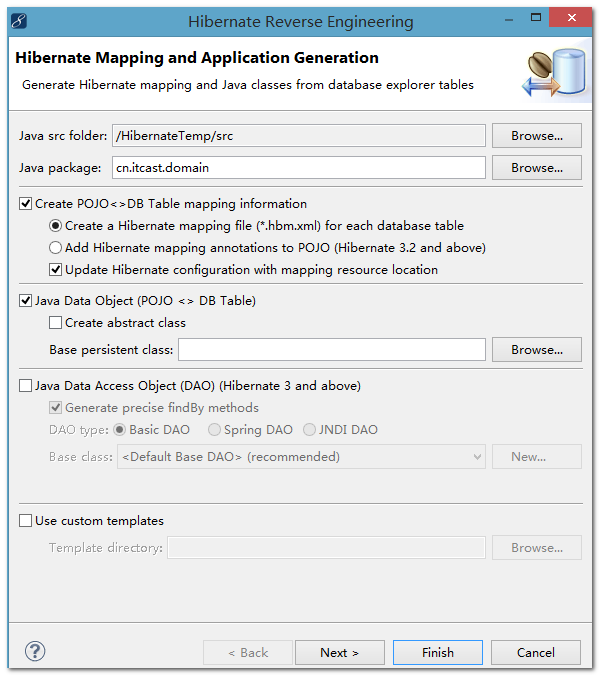 Hibernate Reverse Engineering
Hibernate Mapping and Application Generation
Generate Hibernate mapping and Java classes from database explorer tables
Java src folder: /HibernateTemp/src Browse...
Java package: cn.itcast.domain Browse...
Create POJO<>DB Table mapping information
Create a Hibernate mapping file (*.hbm.xml) for each database table
Add Hibernate mapping annotations to POJO (Hibernate 3.2 and above)
Update Hibernate configuration with mapping resource location
Java Data Object (POJO <> DB Table)
Create abstract class
Base persistent class: Browse...
Java Data Access Object (DAO) (Hibernate 3 and above)
Generate precise findBy methods
DAO type: Basic DAO Spring DAO JNDI DAO
Base class: <Default Base DAO> (recommended) New...
Use custom templates
Template directory: Browse...
? < Back Next > Finish Cancel